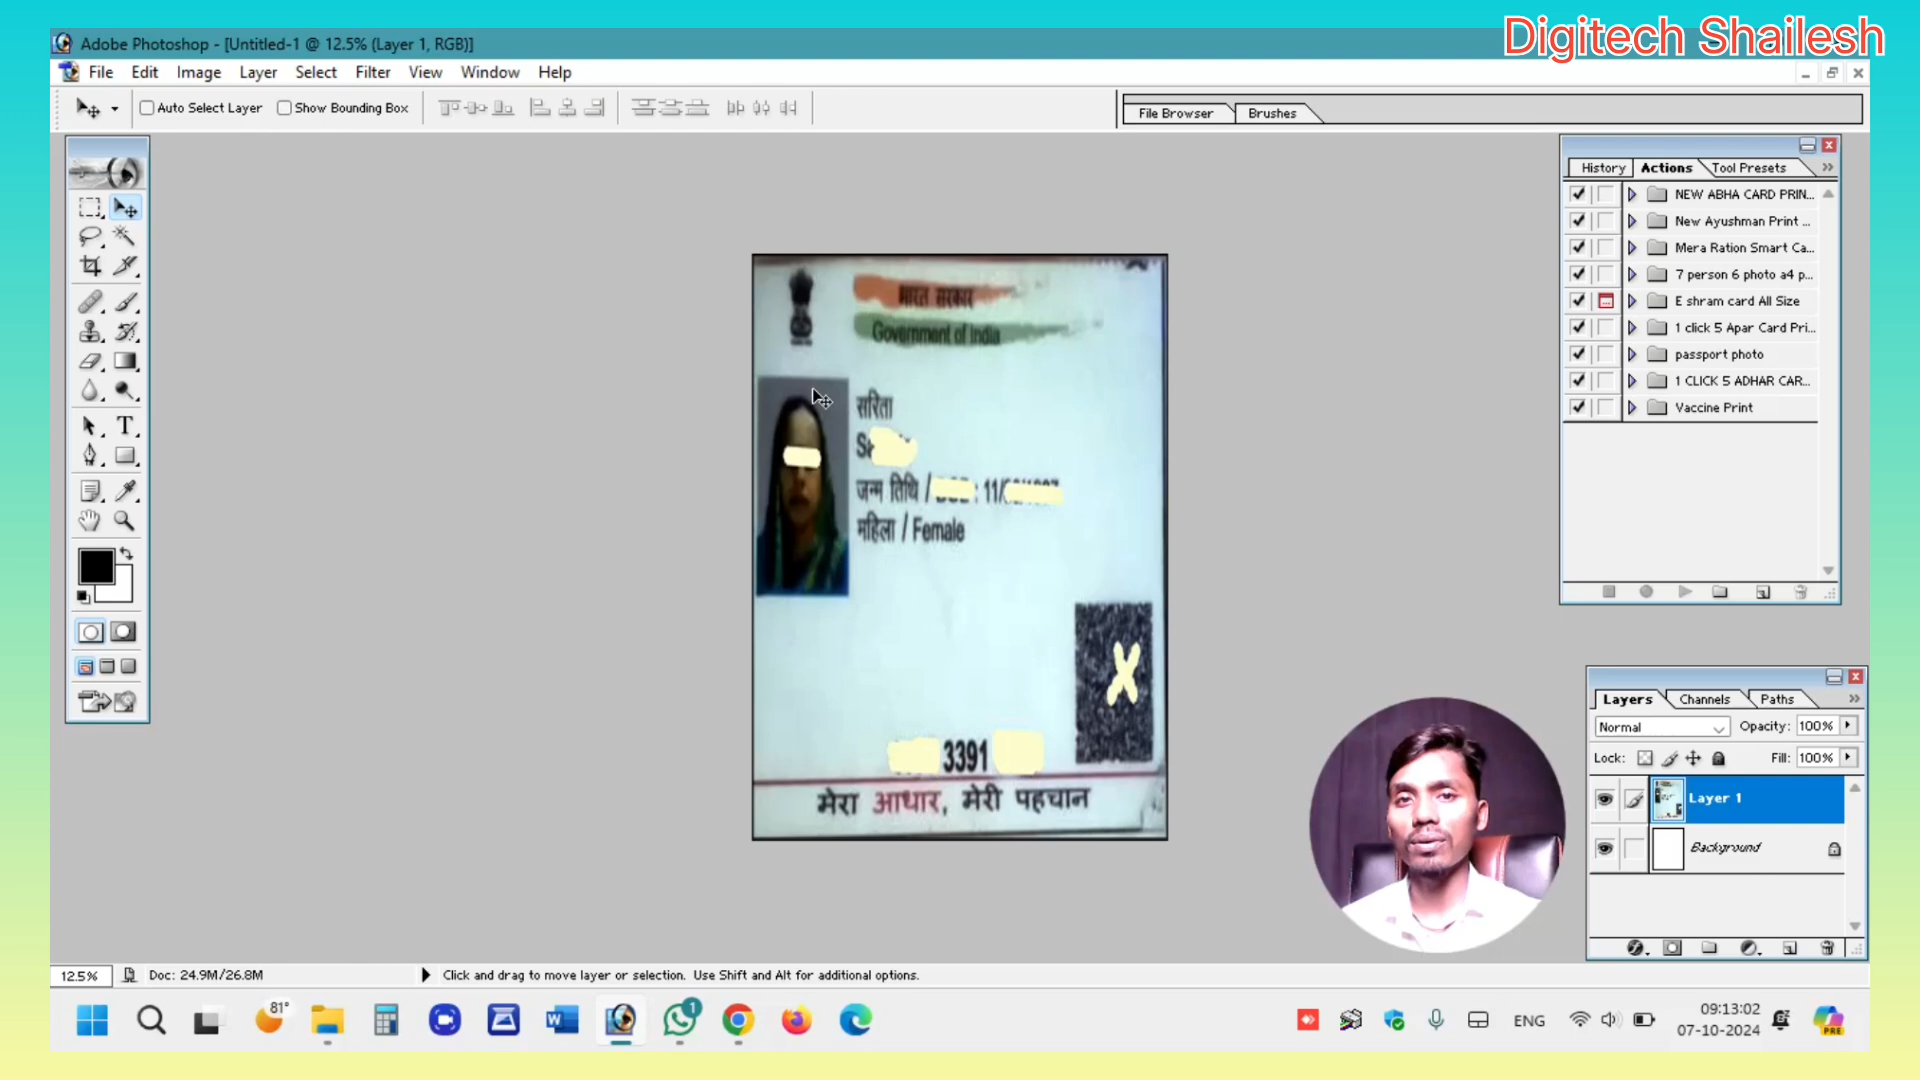 Digitech Shailesh
Adobe Photoshop - [Untitled-1 @ 12.5% (Layer 1, RGB)]
File Edit Image Layer Select Filter View Window Help
Auto Select Layer Show Bounding Box
File Browser Brushes
History Actions Tool Presets
NEW ABHA CARD PRIN...
New Ayushman Print ...
Mera Ration Smart Ca...
7 person 6 photo a4 p...
E shram card All Size
1 click 5 Apar Card Pri...
passport photo
1 CLICK 5 ADHAR CAR...
Vaccine Print
भारत सरकार
Government of India
सरिता
जन्म तिथि / : 11/
महिला / Female
3391
मेरा आधार, मेरी पहचान
Layers Channels Paths
Normal Opacity: 100%
Lock: Fill: 100%
Layer 1
Background
12.5% Doc: 24.9M/26.8M Click and drag to move layer or selection. Use Shift and Alt for additional options.
81°
1
ENG
09:13:02
07-10-2024
PRE